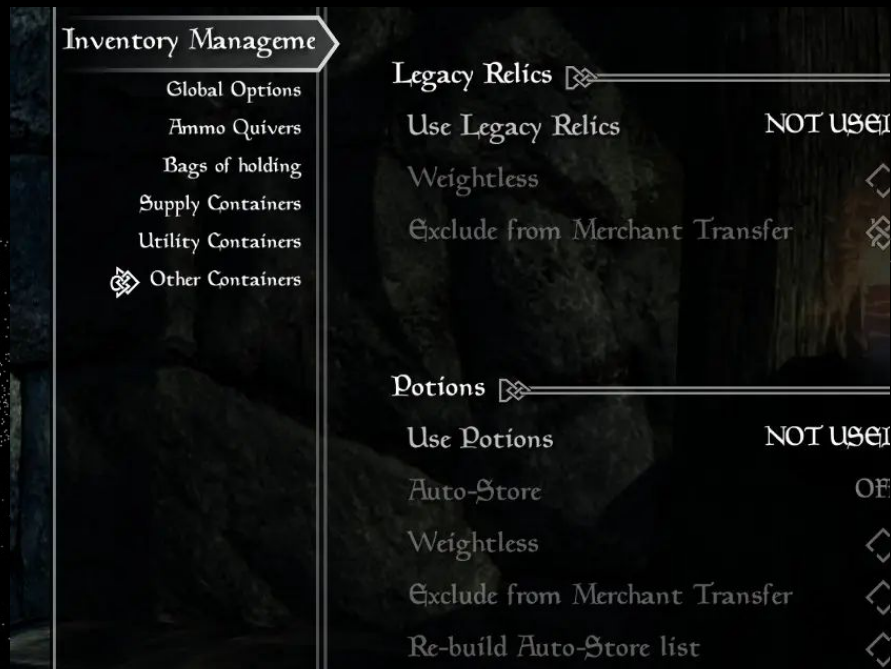 Inventory Manageme
Global Options
Ammo Quivers
Bags of holding
Supply Containers
Utility Containers
Other Containers
Legacy Relics
Use Legacy Relics NOT USE
Weightless
Exclude from Merchant Transfer
Potions
Use Potions NOT USE
Auto-Store OF
Weightless
Exclude from Merchant Transfer
Re-build Auto-Store list